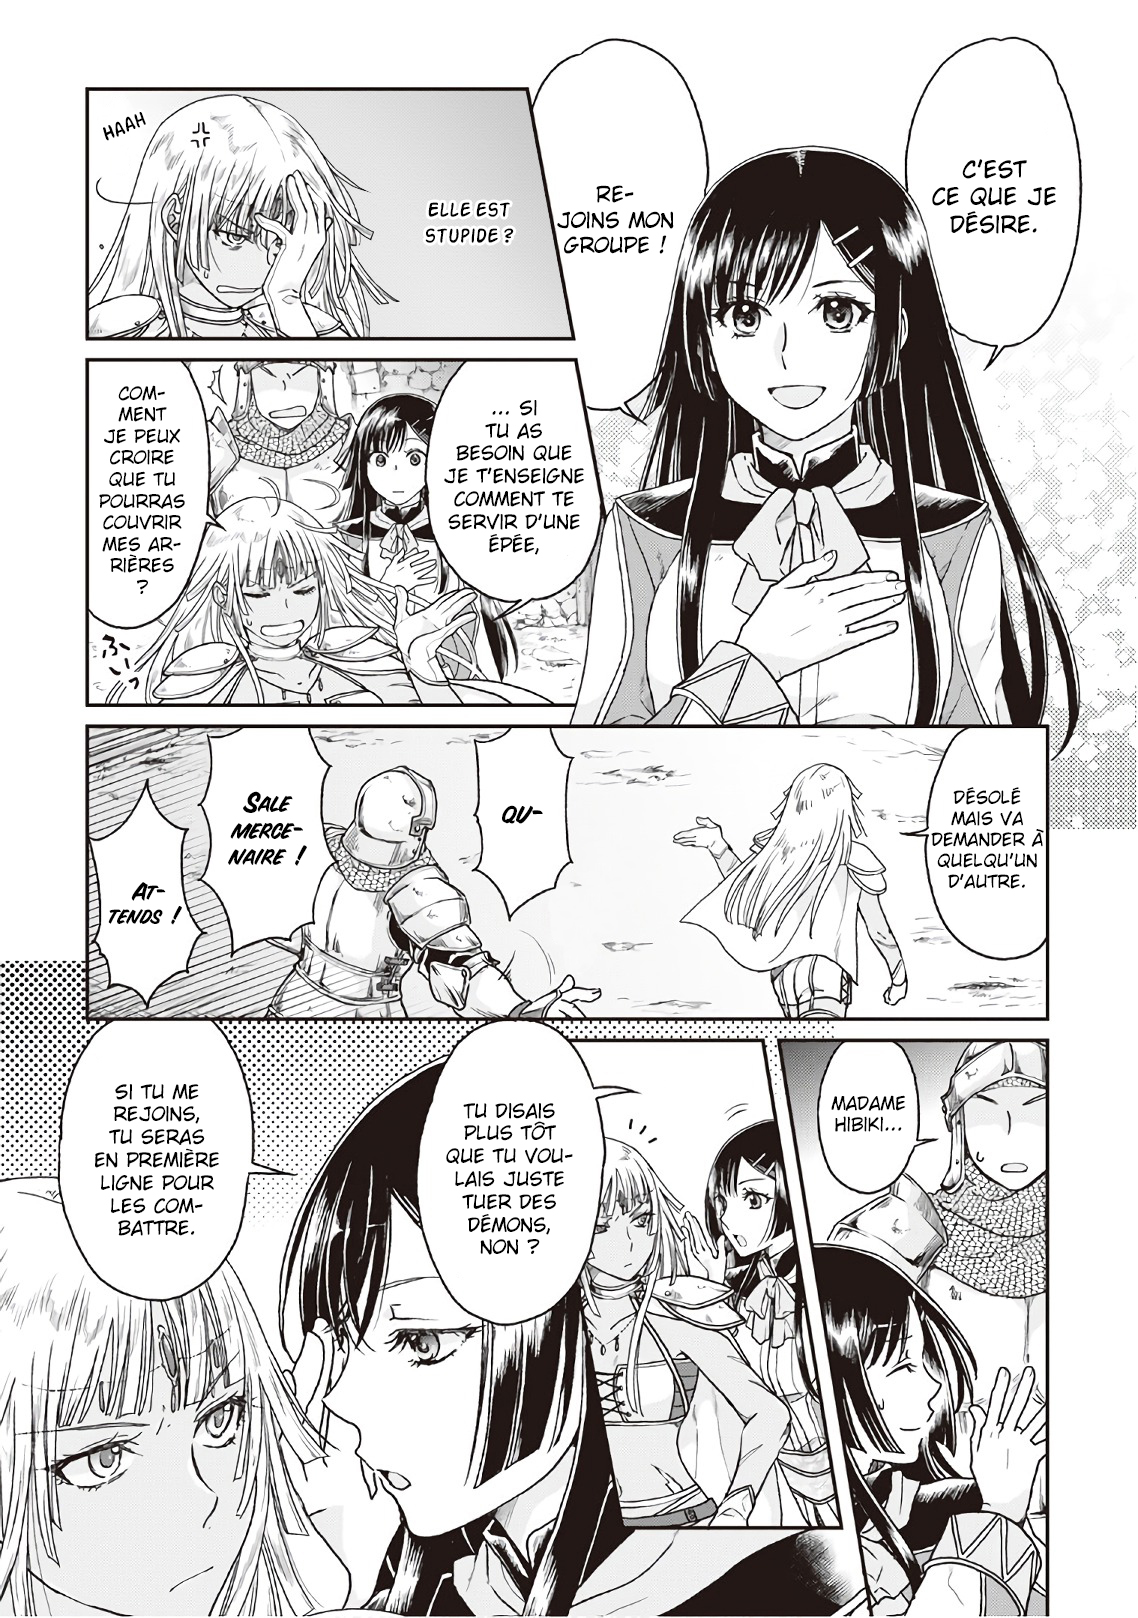 C'EST
CE QUE JE
DÉSIRE.
RE-
JOINS MON
GROUPE !
HAAH
ELLE EST
STUPIDE ?
... SI
TU AS
BESOIN QUE
JE T'ENSEIGNE
COMMENT TE
SERVIR D'UNE
ÉPÉE,
COM-
MENT
JE PEUX
CROIRE
QUE TU
POURRAS
COUVRIR
MES AR-
RIÈRES
?
ふぃーっ
DÉSOLÉ
MAIS VA
DEMANDER À
QUELQU'UN
D'AUTRE.
QU-
SALE
MERCE-
NAIRE !
AT-
TENDS !
MADAME
HIBIKI...
TU DISAIS
PLUS TÔT
QUE TU VOU-
LAIS JUSTE
TUER DES
DÉMONS,
NON ?
SI TU ME
REJOINS,
TU SERAS
EN PREMIÈRE
LIGNE POUR
LES COM-
BATTRE.